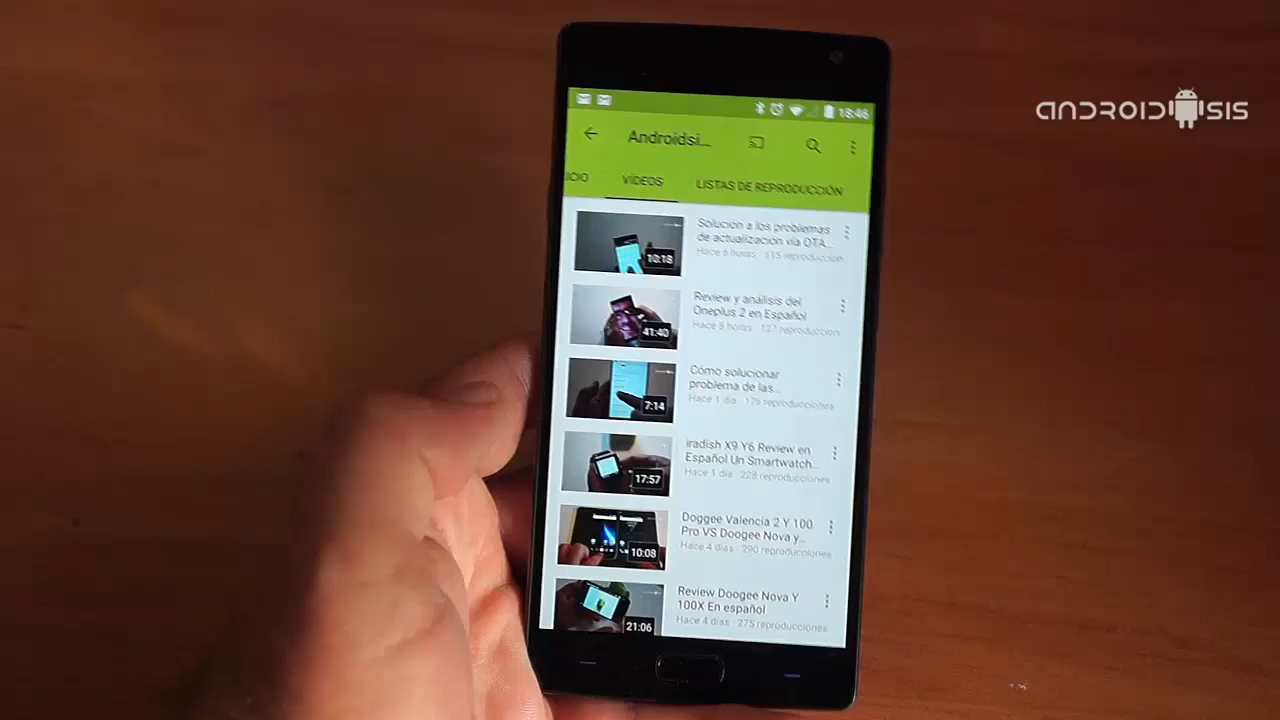 ANDROIDSIS
18:46
Androidsi...
ICIO VÍDEOS LISTAS DE REPRODUCCIÓN
Solución a los problemas
de actualización vía OTA...
Hace 6 horas · 115 reproduccion
10:18
Review y análisis del
Oneplus 2 en Español
Hace 8 horas · 127 reproduccion
41:40
Cómo solucionar
problema de las...
Hace 1 día · 176 reproducciones
7:14
iradish X9 Y6 Review en
Español Un Smartwatch...
Hace 1 día · 228 reproducciones
17:57
Doggee Valencia 2 Y 100
Pro VS Doogee Nova y...
Hace 4 días · 290 reproducciones
10:08
Review Doogee Nova Y
100X En español
Hace 4 días · 275 reproducciones
21:06